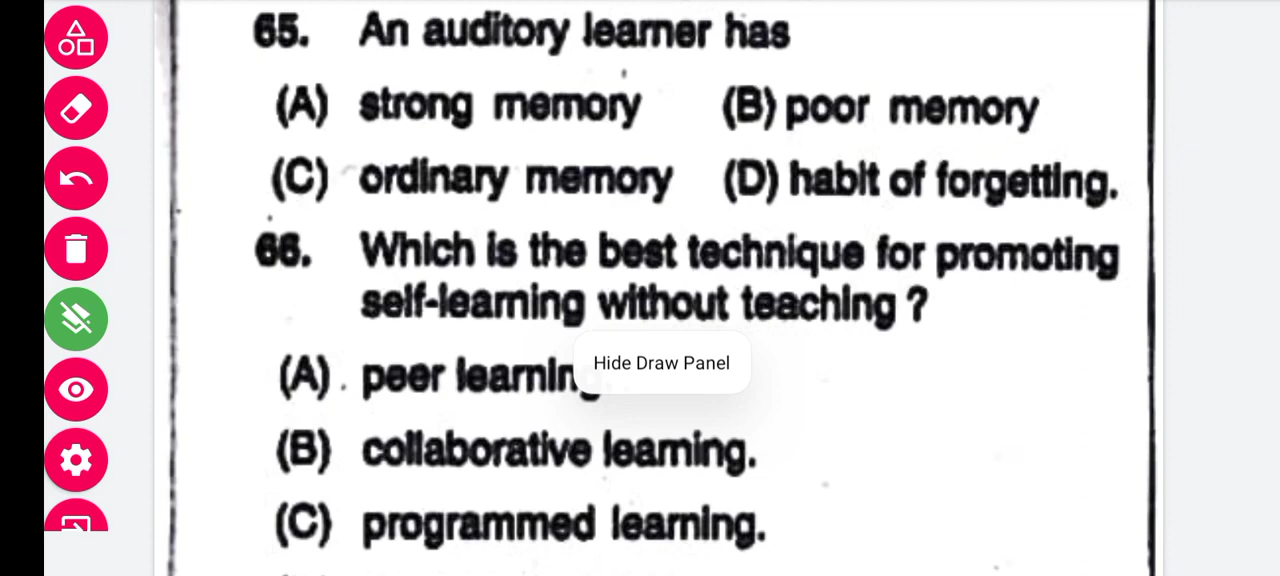 65. An auditory learner has
(A) strong memory (B) poor memory
(C) ordinary memory (D) habit of forgetting.
66. Which is the best technique for promoting
self-learning without teaching ?
(A) . peer learning
Hide Draw Panel
(B) collaborative learning.
(C) programmed learning.